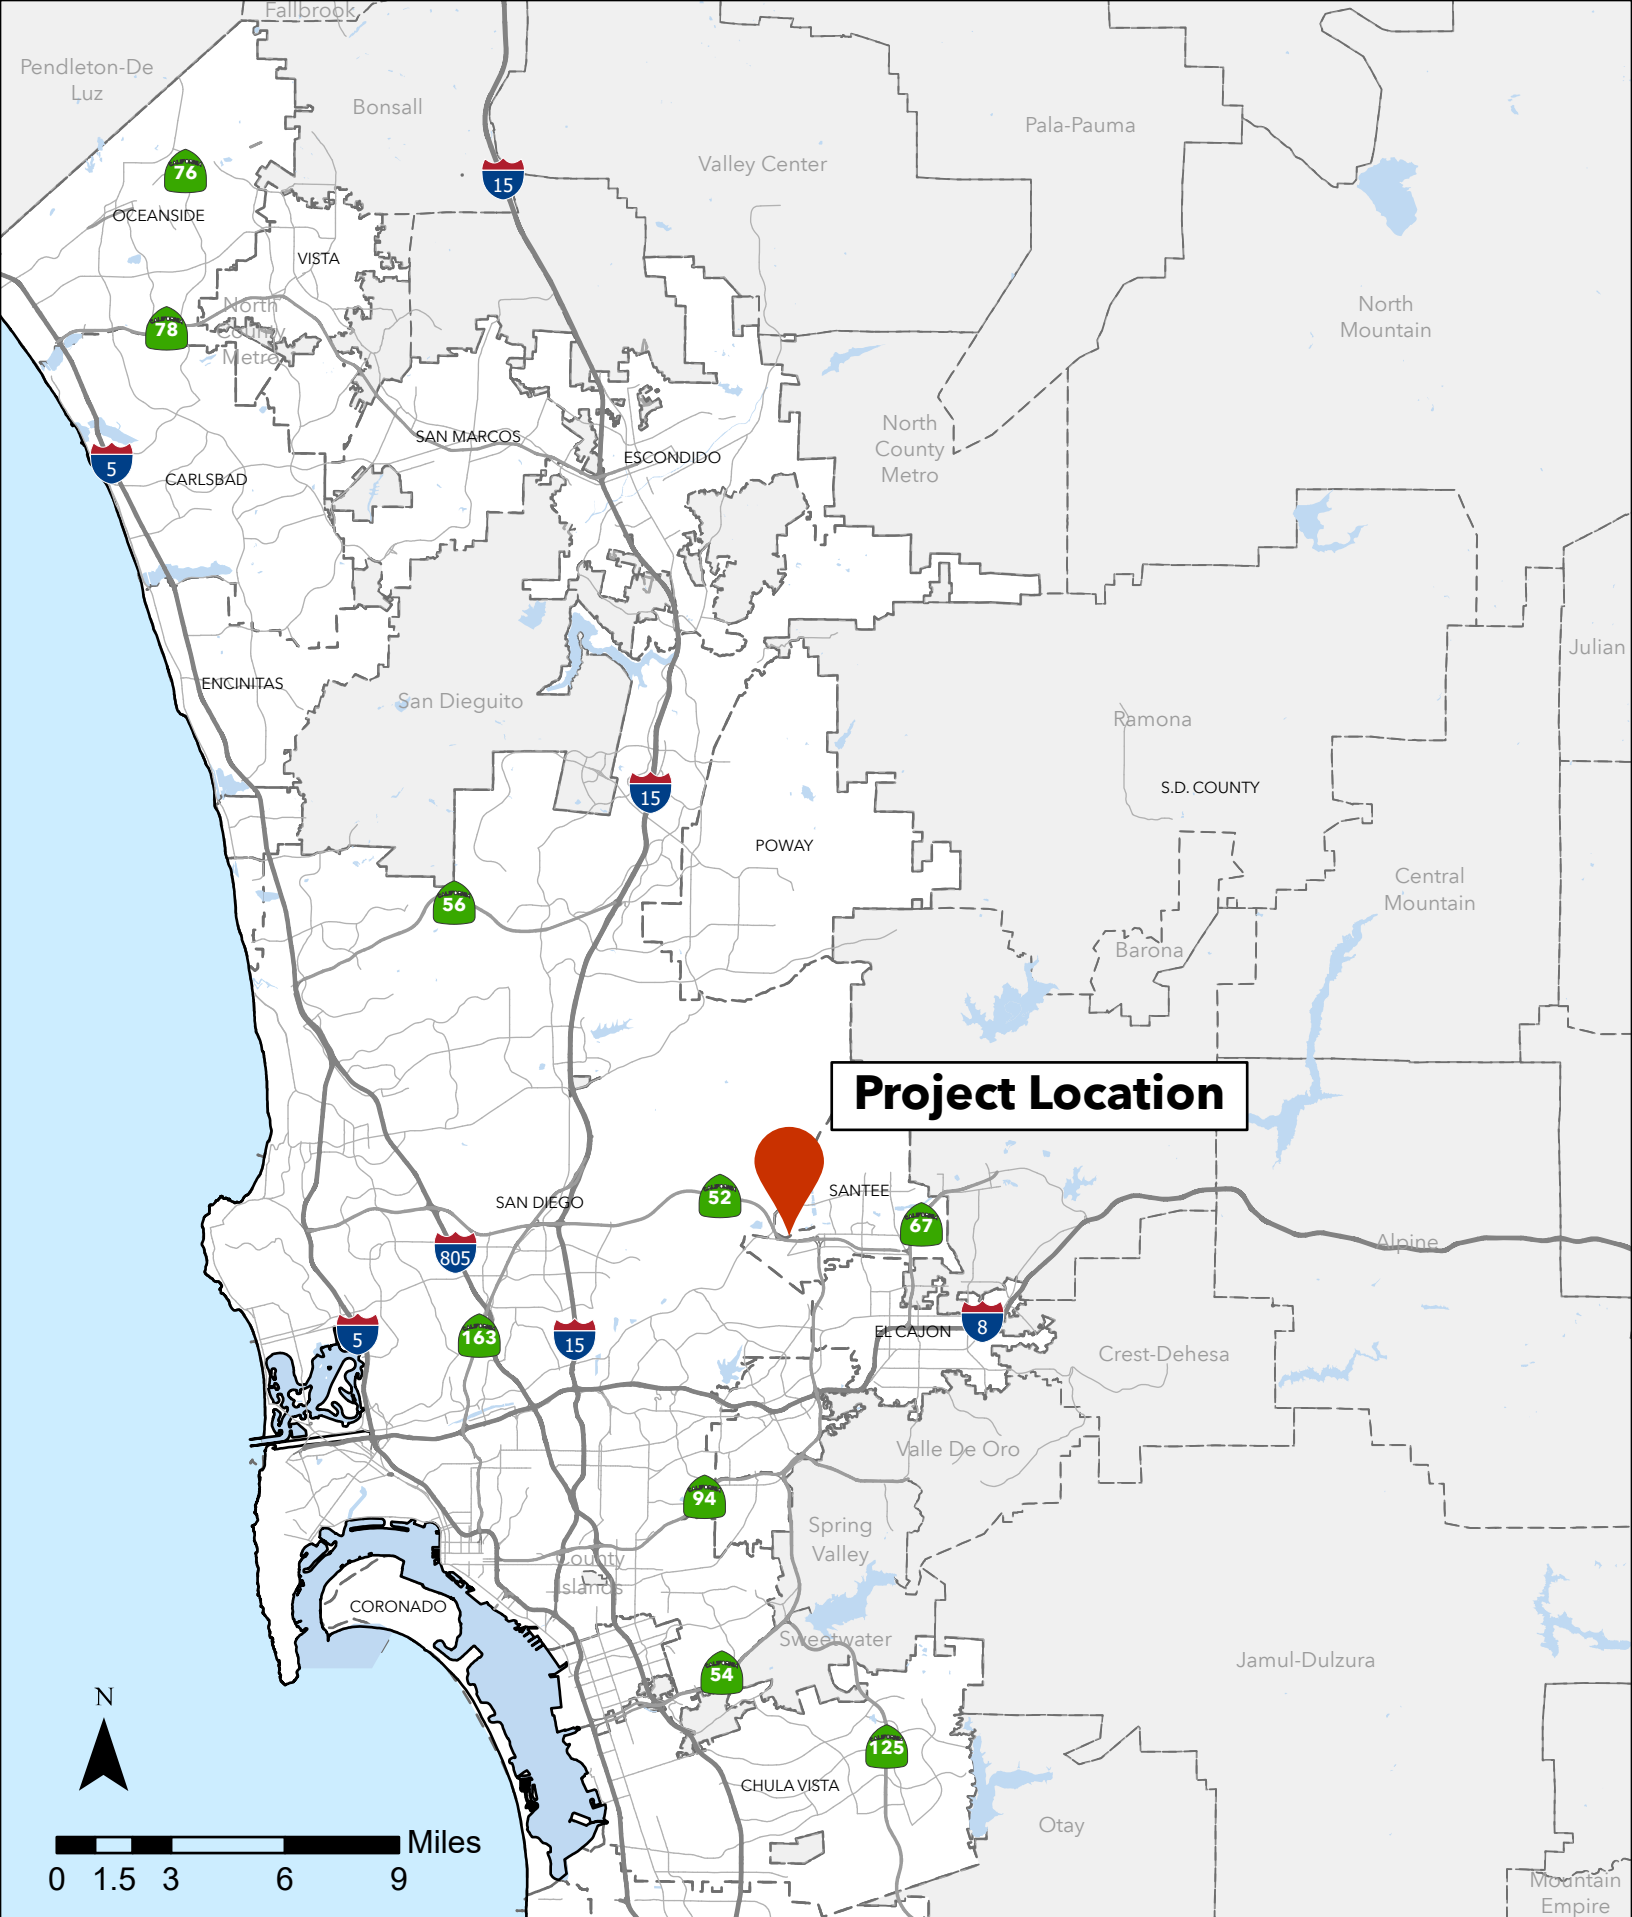 Fallbrook
Pendleton-De
Luz
Bonsall
Pala-Pauma
Valley Center
76
15
OCEANSIDE
VISTA
North
County
Metro
78
North
Mountain
SAN MARCOS
ESCONDIDO
North
County
Metro
5
CARLSBAD
Julian
ENCINITAS
San Dieguito
Ramona
S.D. COUNTY
15
POWAY
Central
Mountain
56
Barona
Project Location
SAN DIEGO
52
SANTEE
67
805
Alpine
5
163
15
EL CAJON
8
Crest-Dehesa
Valle De Oro
94
Spring
Valley
County
Islands
CORONADO
Sweetwater
54
Jamul-Dulzura
N
125
CHULA VISTA
Otay
Miles
0 1.5 3 6 9
Mountain
Empire